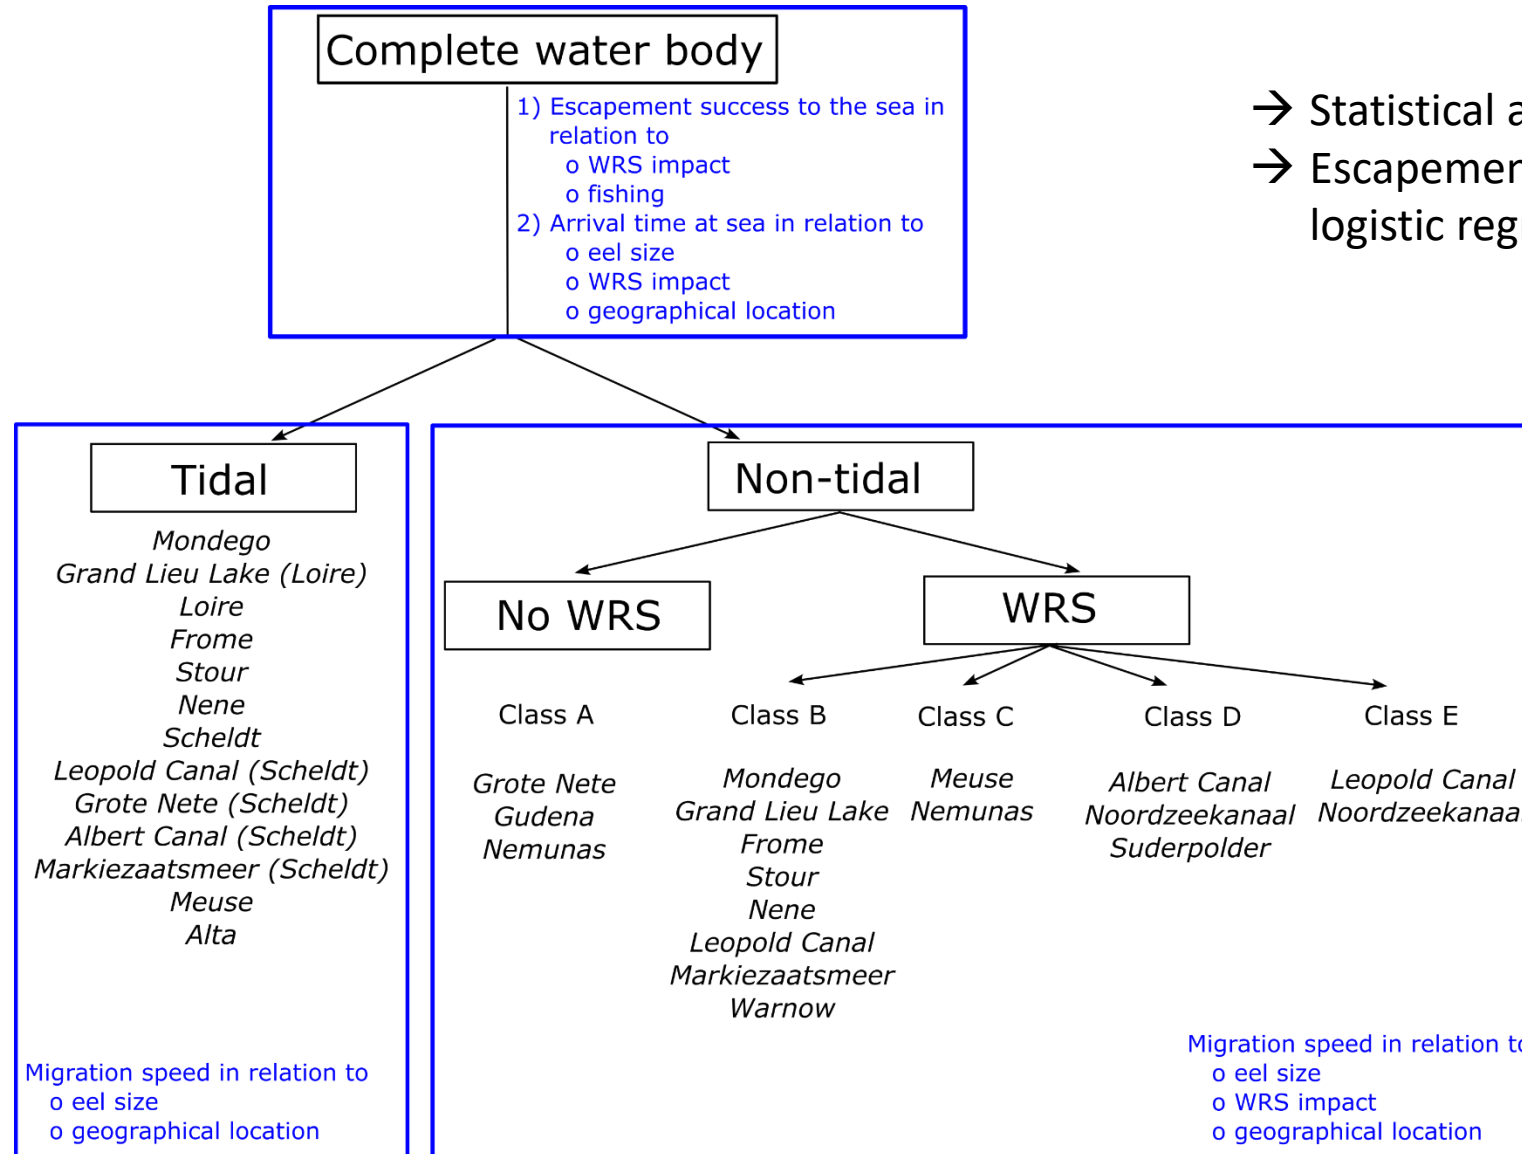 Complete water body
1) Escapement success to the sea in
relation to
o WRS impact
o fishing
2) Arrival time at sea in relation to
o eel size
o WRS impact
o geographical location
→ Statistical
→
logistic
Tidal
Mondego
Grand Lieu Lake (Loire)
Loire
Frome
Stour
Nene
Scheldt
Leopold Canal (Scheldt)
Grote Nete (Scheldt)
Albert Canal (Scheldt)
Markiezaatsmeer (Scheldt)
Meuse
Alta
Migration speed in relation to
o eel size
o geographical location
Non-tidal
No WRS
WRS
Class A
Grote Nete
Gudena
Nemunas
Class B
Mondego
Grand Lieu Lake
Frome
Stour
Nene
Leopold Canal
Markiezaatsmeer
Warnow
Class C
Meuse
Nemunas
Class D
Albert Canal
Noordzeekanaal
Suderpolder
Class E
Leopold Canal
Migration speed in relation to
o eel size
o WRS impact
o geographical location